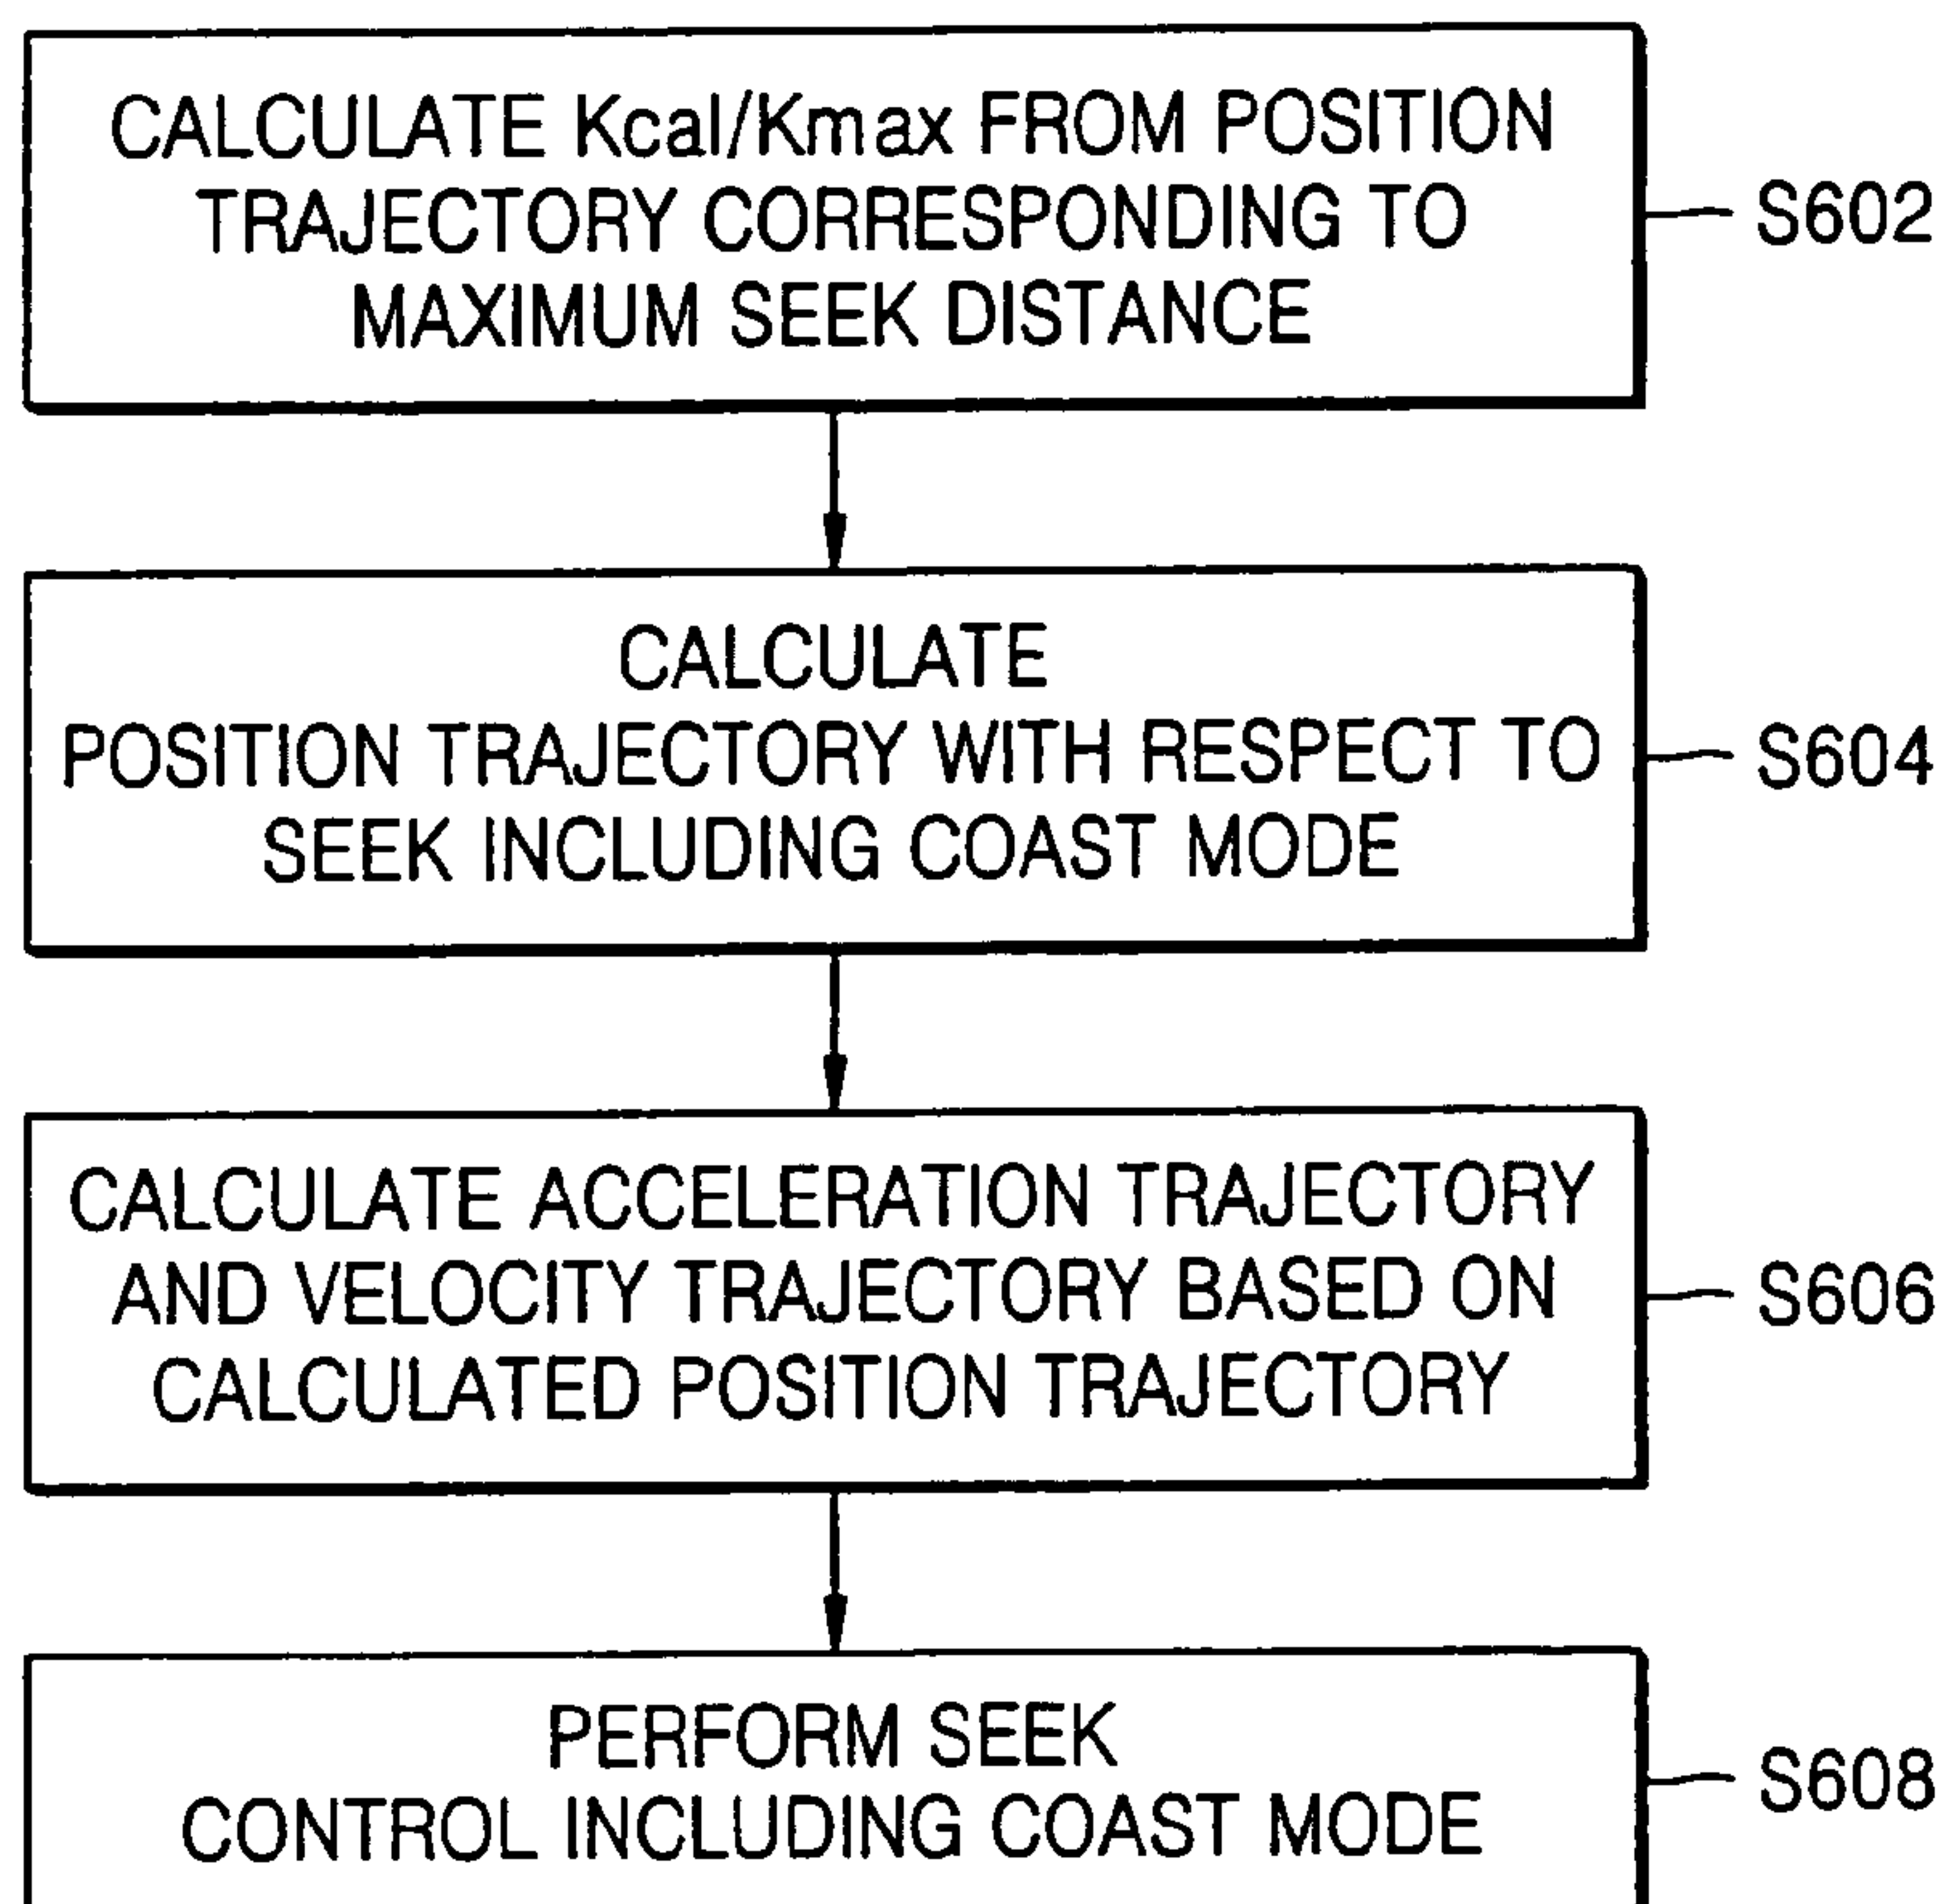 CALCULATE Kcal/Kmax FROM POSITION
TRAJECTORY CORRESPONDING TO
MAXIMUM SEEK DISTANCE
S602
CALCULATE
POSITION TRAJECTORY WITH RESPECT TO
SEEK INCLUDING COAST MODE
S604
CALCULATE ACCELERATION TRAJECTORY
AND VELOCITY TRAJECTORY BASED ON
CALCULATED POSITION TRAJECTORY
S606
PERFORM SEEK
CONTROL INCLUDING COAST MODE
S608